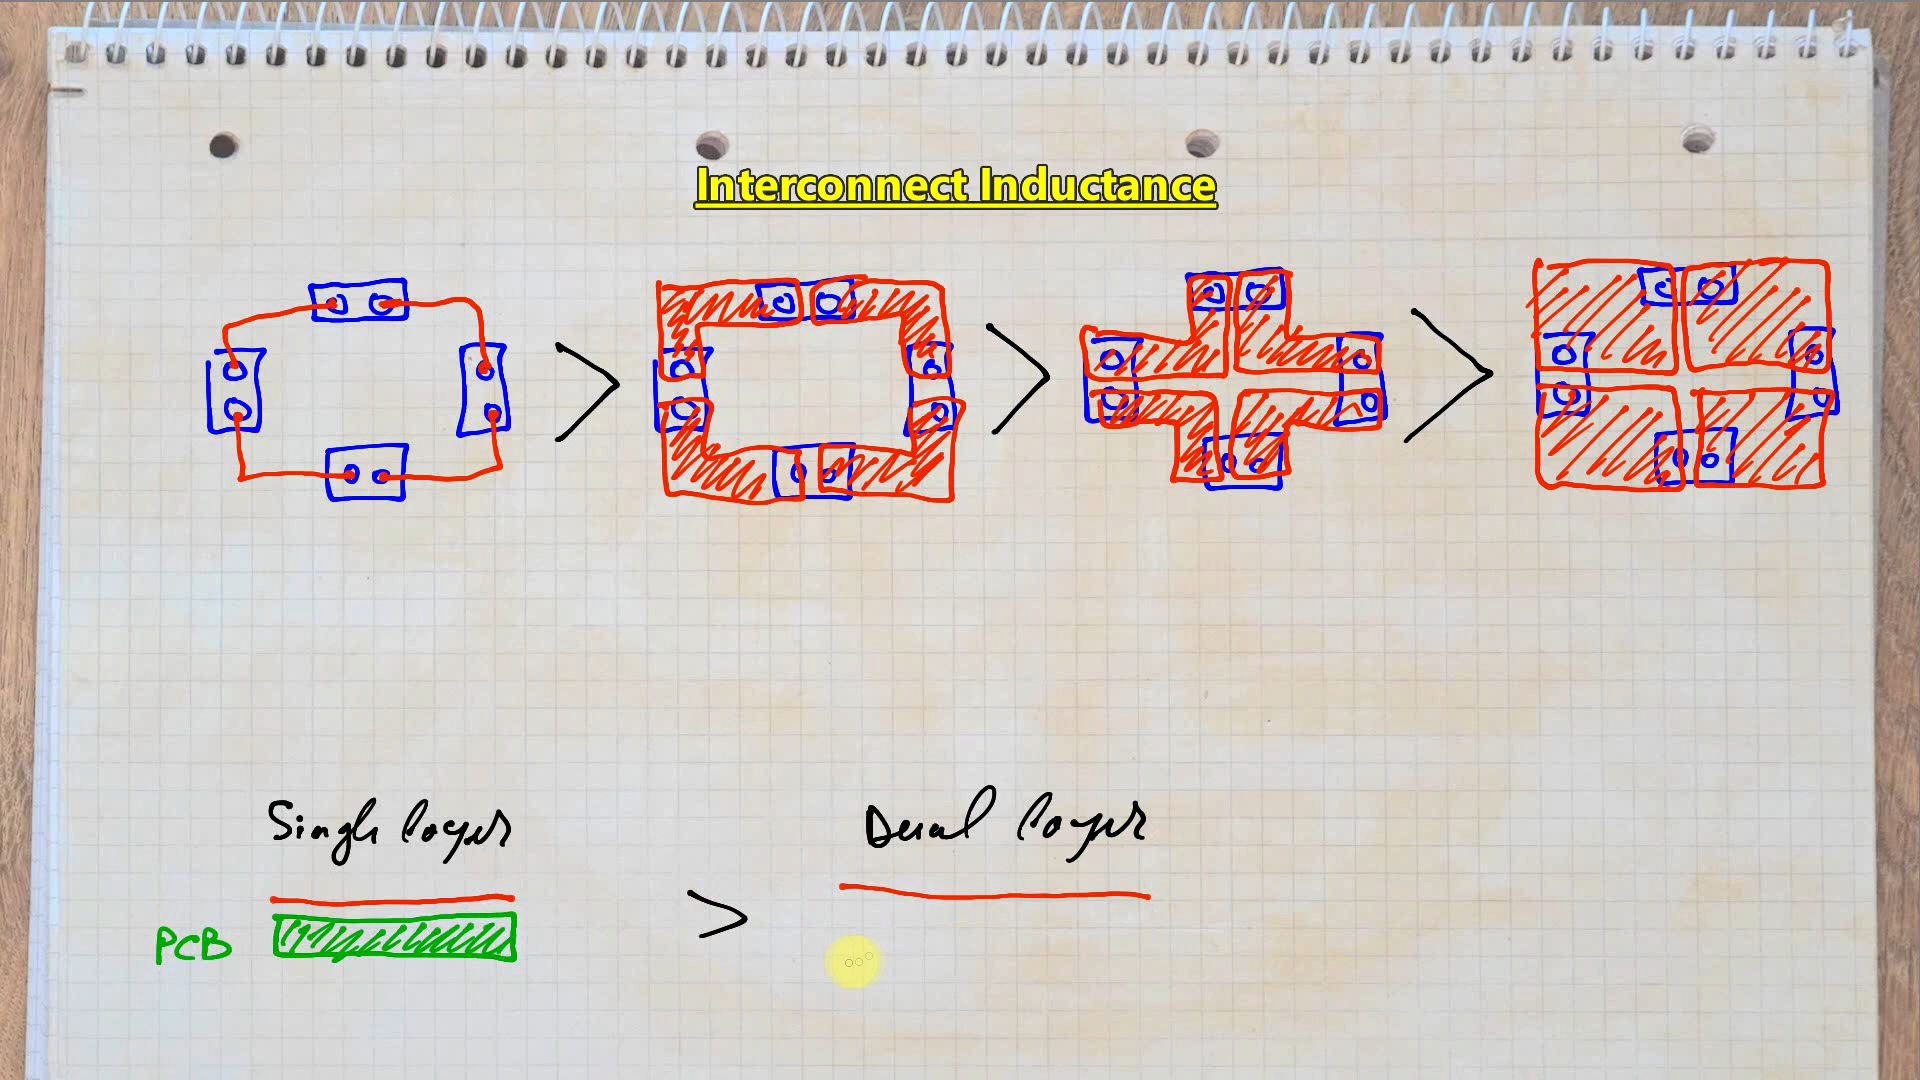 Interconnect Inductance
> > >
Single layer
Dual layer
>
PCB